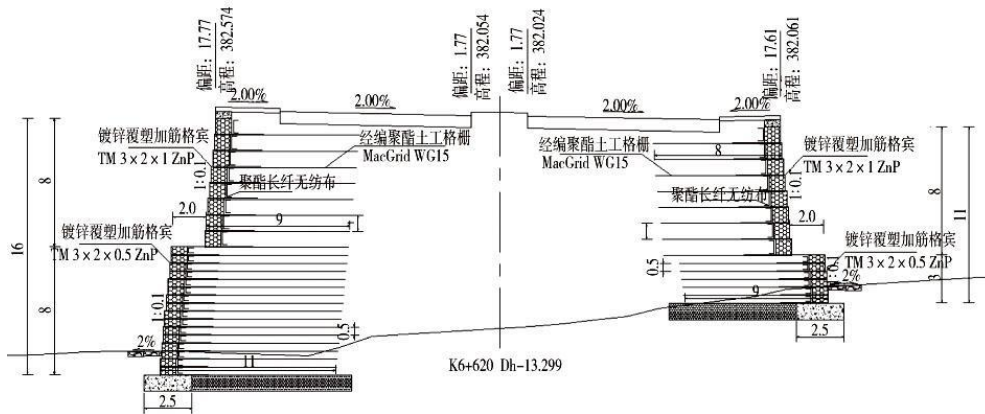 偏距：17.77
高程：382.574
偏距：1.77
高程：382.054
偏距：1.77
高程：382.024
偏距：17.61
高程：382.061
2.00%
2.00%
2.00%
2.00%
镀锌覆塑加筋格宾
TM 3×2×1 ZnP
经编聚酯土工格栅
MacGrid WG15
经编聚酯土工格栅
MacGrid WG15
8
镀锌覆塑加筋格宾
TM 3×2×1 ZnP
1:0.1
聚酯长纤无纺布
聚酯长纤无纺布
1:0.1
8
8
11
2.0
9
1
1
2.0
镀锌覆塑加筋格宾
TM 3×2×0.5 ZnP
镀锌覆塑加筋格宾
TM 3×2×0.5 ZnP
16
0.5
2%
3
9
8
1:0.1
0.5
2.5
2%
11
K6+620 Dh-13.299
2.5